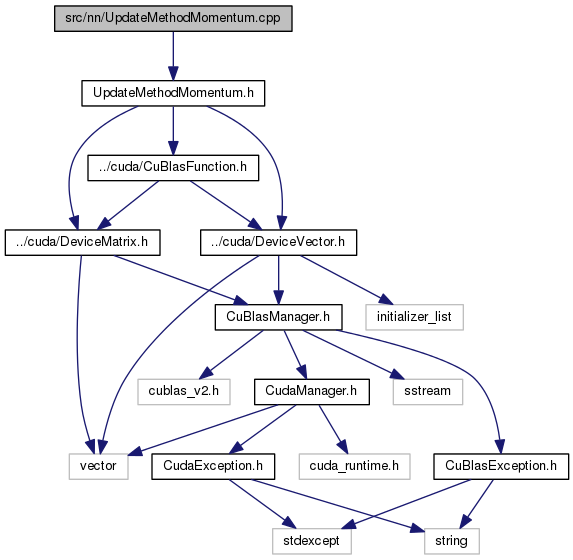 src/nn/UpdateMethodMomentum.cpp
UpdateMethodMomentum.h
../cuda/CuBlasFunction.h
../cuda/DeviceMatrix.h
../cuda/DeviceVector.h
CuBlasManager.h
initializer_list
cublas_v2.h
CudaManager.h
sstream
vector
CudaException.h
cuda_runtime.h
CuBlasException.h
stdexcept
string